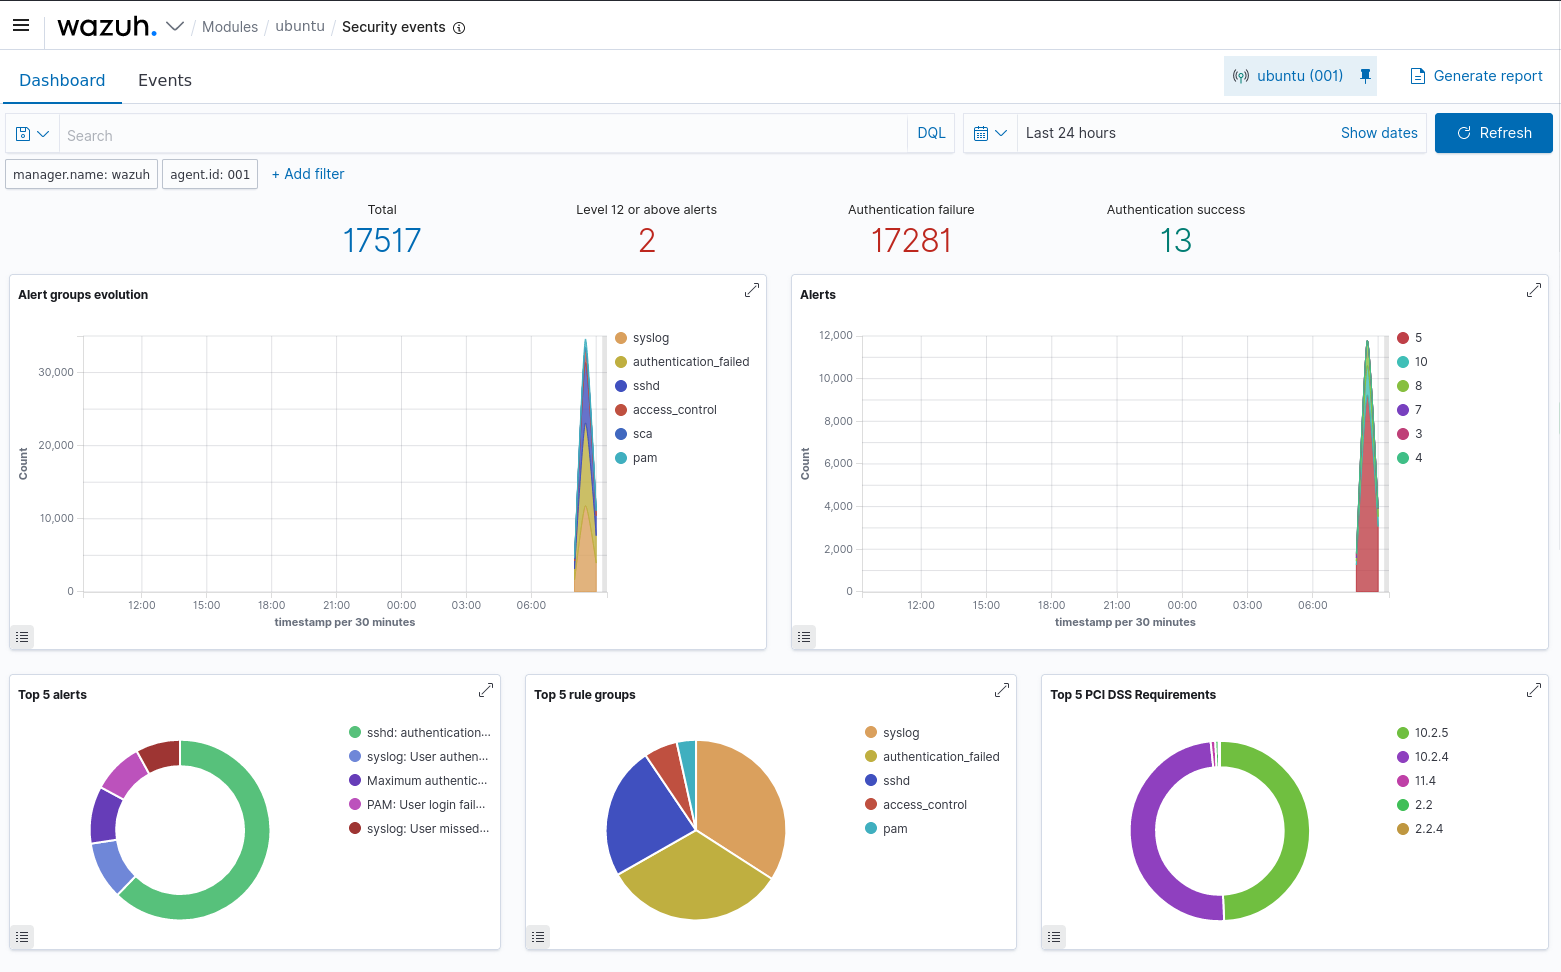 wazuh. / Modules / ubuntu / Security events
Dashboard Events ubuntu (001) Generate report
Search DQL Last 24 hours Show dates Refresh
manager.name: wazuh agent.id: 001 + Add filter
Total Level 12 or above alerts Authentication failure Authentication success
17517 2 17281 13
Alert groups evolution
Count
30,000
20,000
10,000
0
12:00 15:00 18:00 21:00 00:00 03:00 06:00
timestamp per 30 minutes
syslog
authentication_failed
sshd
access_control
sca
pam
Alerts
Count
12,000
10,000
8,000
6,000
4,000
2,000
0
12:00 15:00 18:00 21:00 00:00 03:00 06:00
timestamp per 30 minutes
5
10
8
7
3
4
Top 5 alerts
sshd: authentication...
syslog: User authen...
Maximum authentic...
PAM: User login fail...
syslog: User missed...
Top 5 rule groups
syslog
authentication_failed
sshd
access_control
pam
Top 5 PCI DSS Requirements
10.2.5
10.2.4
11.4
2.2
2.2.4